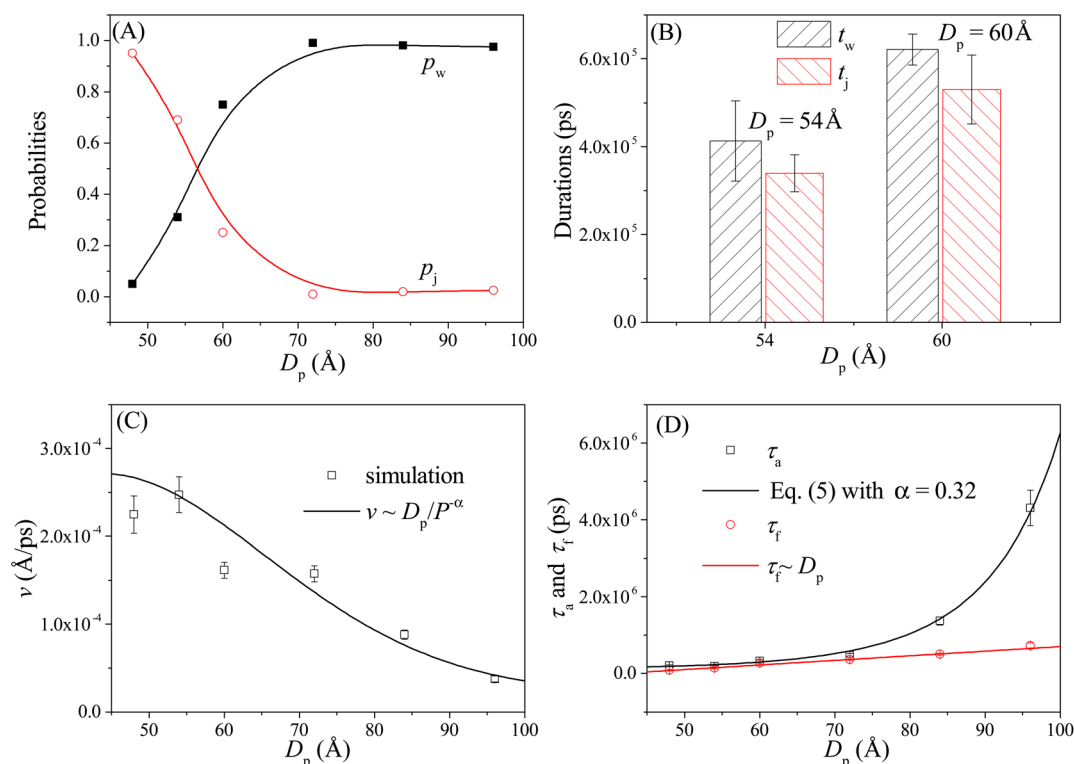 (A)
Probabilities
1.0
0.8
0.6
0.4
0.2
0.0
p_w
p_j
50 60 70 80 90 100
D_p (Å)
(B)
Durations (ps)
6.0x10^5
4.0x10^5
2.0x10^5
0.0
t_w
t_j
D_p = 60Å
D_p = 54Å
54 60
D_p (Å)
(C)
v (Å/ps)
3.0x10^-4
2.0x10^-4
1.0x10^-4
0.0
simulation
v ~ D_p/P^-α
50 60 70 80 90 100
D_p (Å)
(D)
τ_a and τ_f (ps)
6.0x10^6
4.0x10^6
2.0x10^6
0.0
τ_a
Eq. (5) with α = 0.32
τ_f
τ_f ~ D_p
50 60 70 80 90 100
D_p (Å)